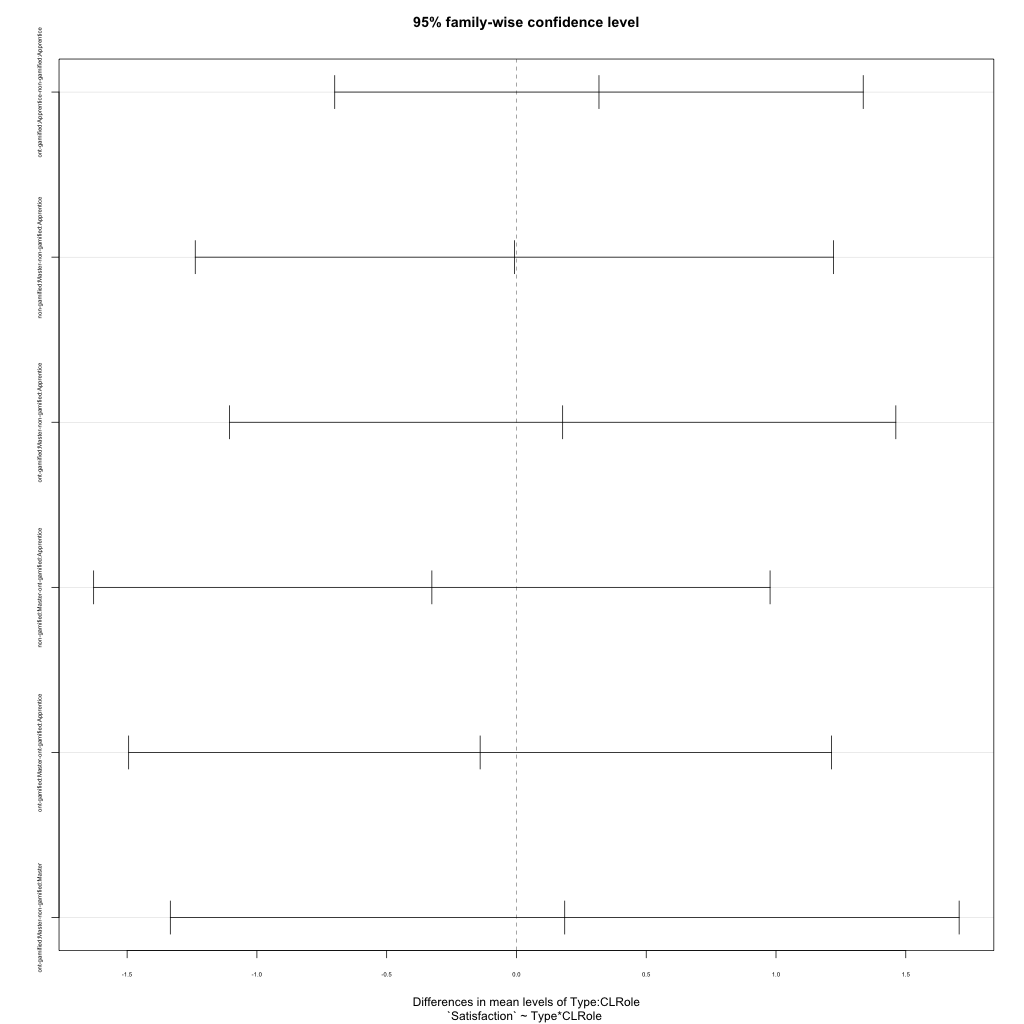 95% family-wise confidence level
ont-gamified:Apprentice-non-gamified:Apprentice
non-gamified:Master-non-gamified:Apprentice
ont-gamified:Master-non-gamified:Apprentice
non-gamified:Master-ont-gamified:Apprentice
ont-gamified:Master-ont-gamified:Apprentice
ont-gamified:Master-non-gamified:Master
-1.5 -1.0 -0.5 0.0 0.5 1.0 1.5
Differences in mean levels of Type:CLRole
`Satisfaction` ~ Type*CLRole